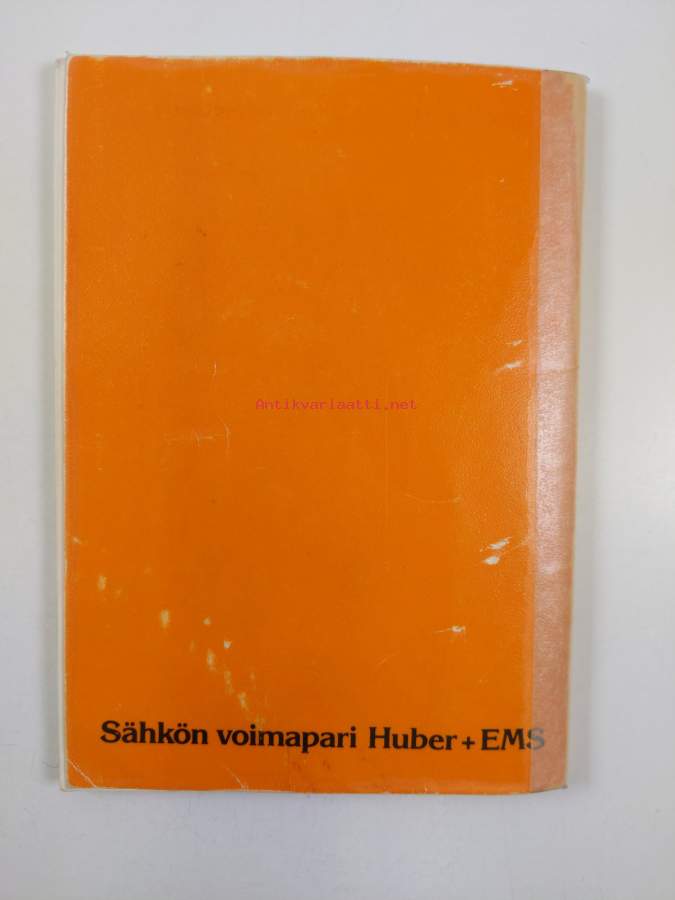 Antikvariaatti.net
Sähkön voimapari Huber + EMS